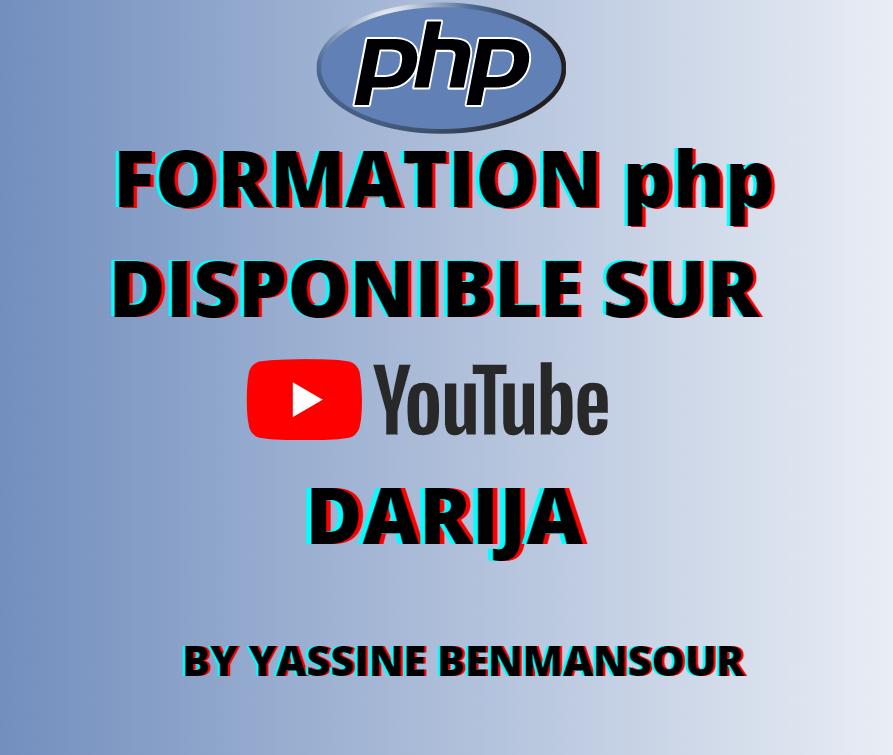 php
FORMATION php
DISPONIBLE SUR
YouTube
DARIJA
BY YASSINE BENMANSOUR